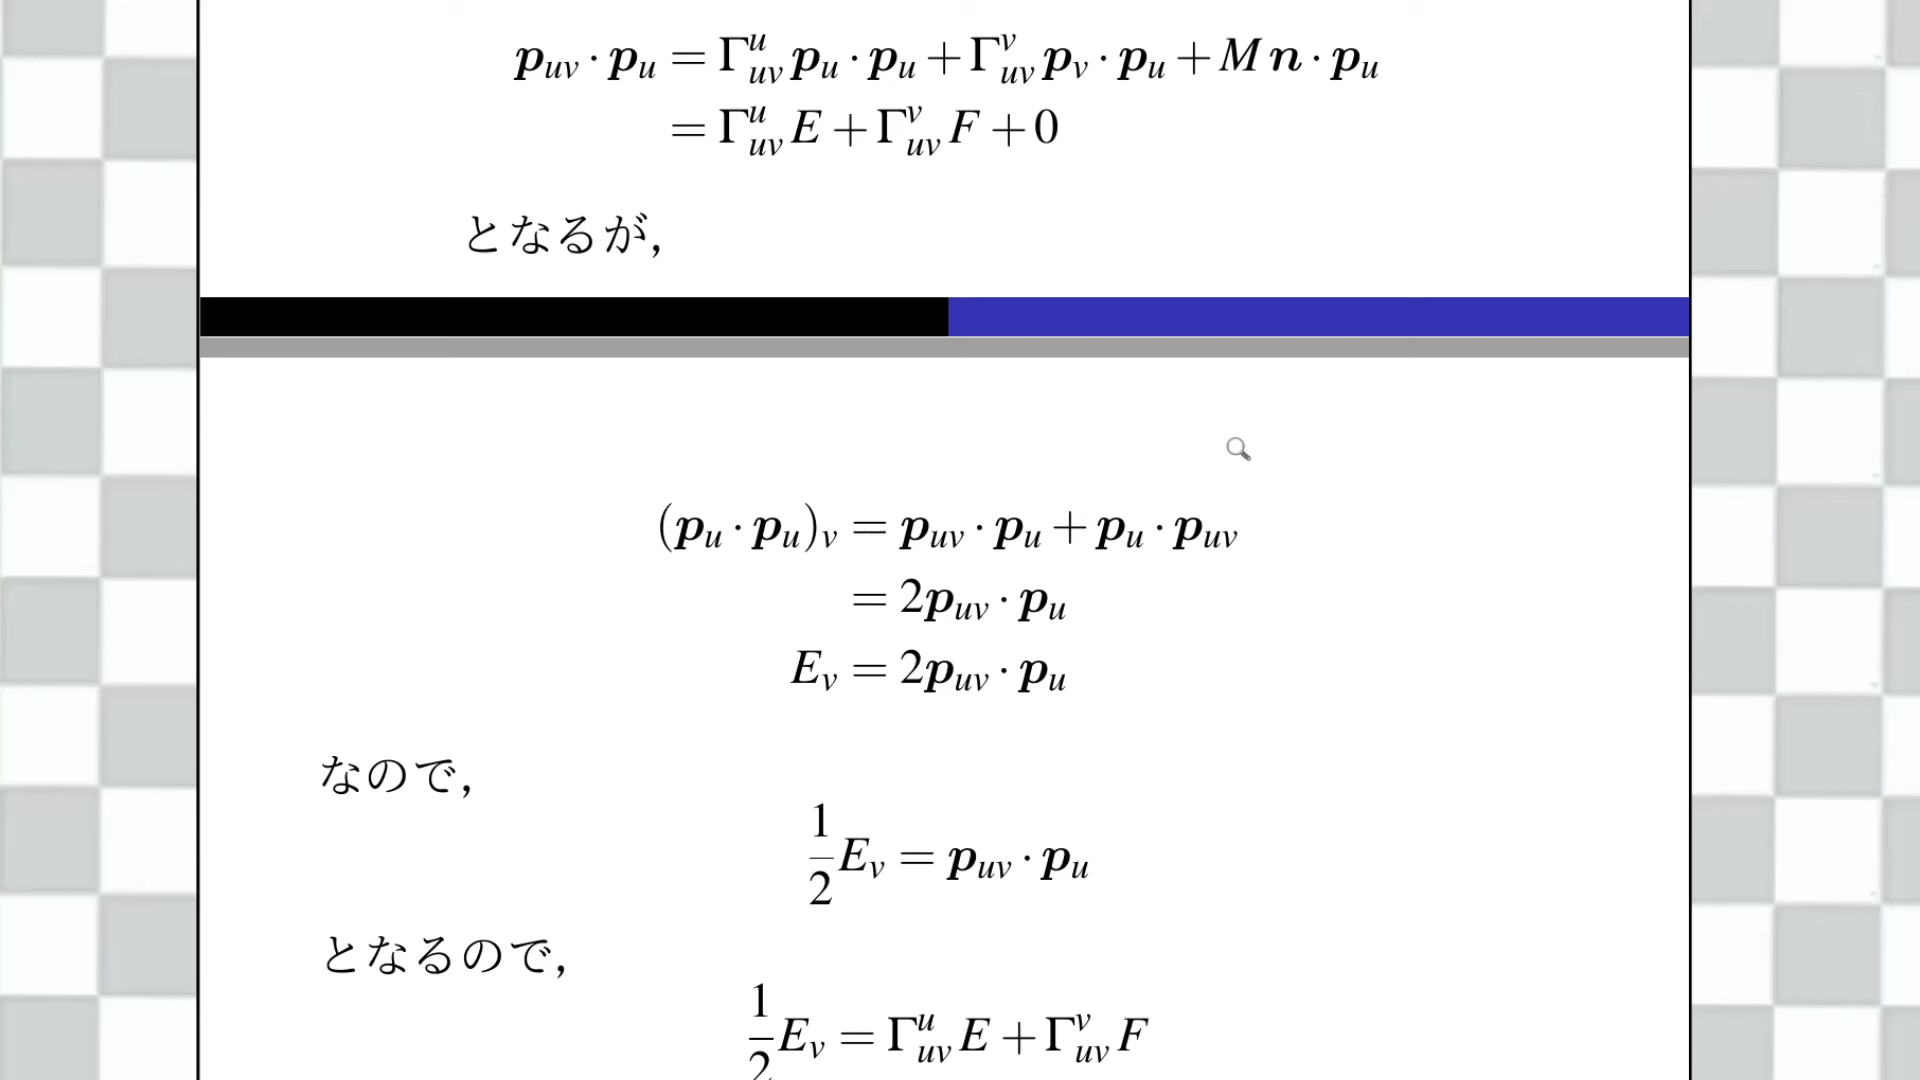 𝒑_{uv} · 𝒑_u = Γ^u_{uv} 𝒑_u · 𝒑_u + Γ^v_{uv} 𝒑_v · 𝒑_u + M 𝒏 · 𝒑_u
= Γ^u_{uv} E + Γ^v_{uv} F + 0
となるが，
(𝒑_u · 𝒑_u)_v = 𝒑_{uv} · 𝒑_u + 𝒑_u · 𝒑_{uv}
= 2𝒑_{uv} · 𝒑_u
E_v = 2𝒑_{uv} · 𝒑_u
なので，
\frac{1}{2} E_v = 𝒑_{uv} · 𝒑_u
となるので，
\frac{1}{2} E_v = Γ^u_{uv} E + Γ^v_{uv} F